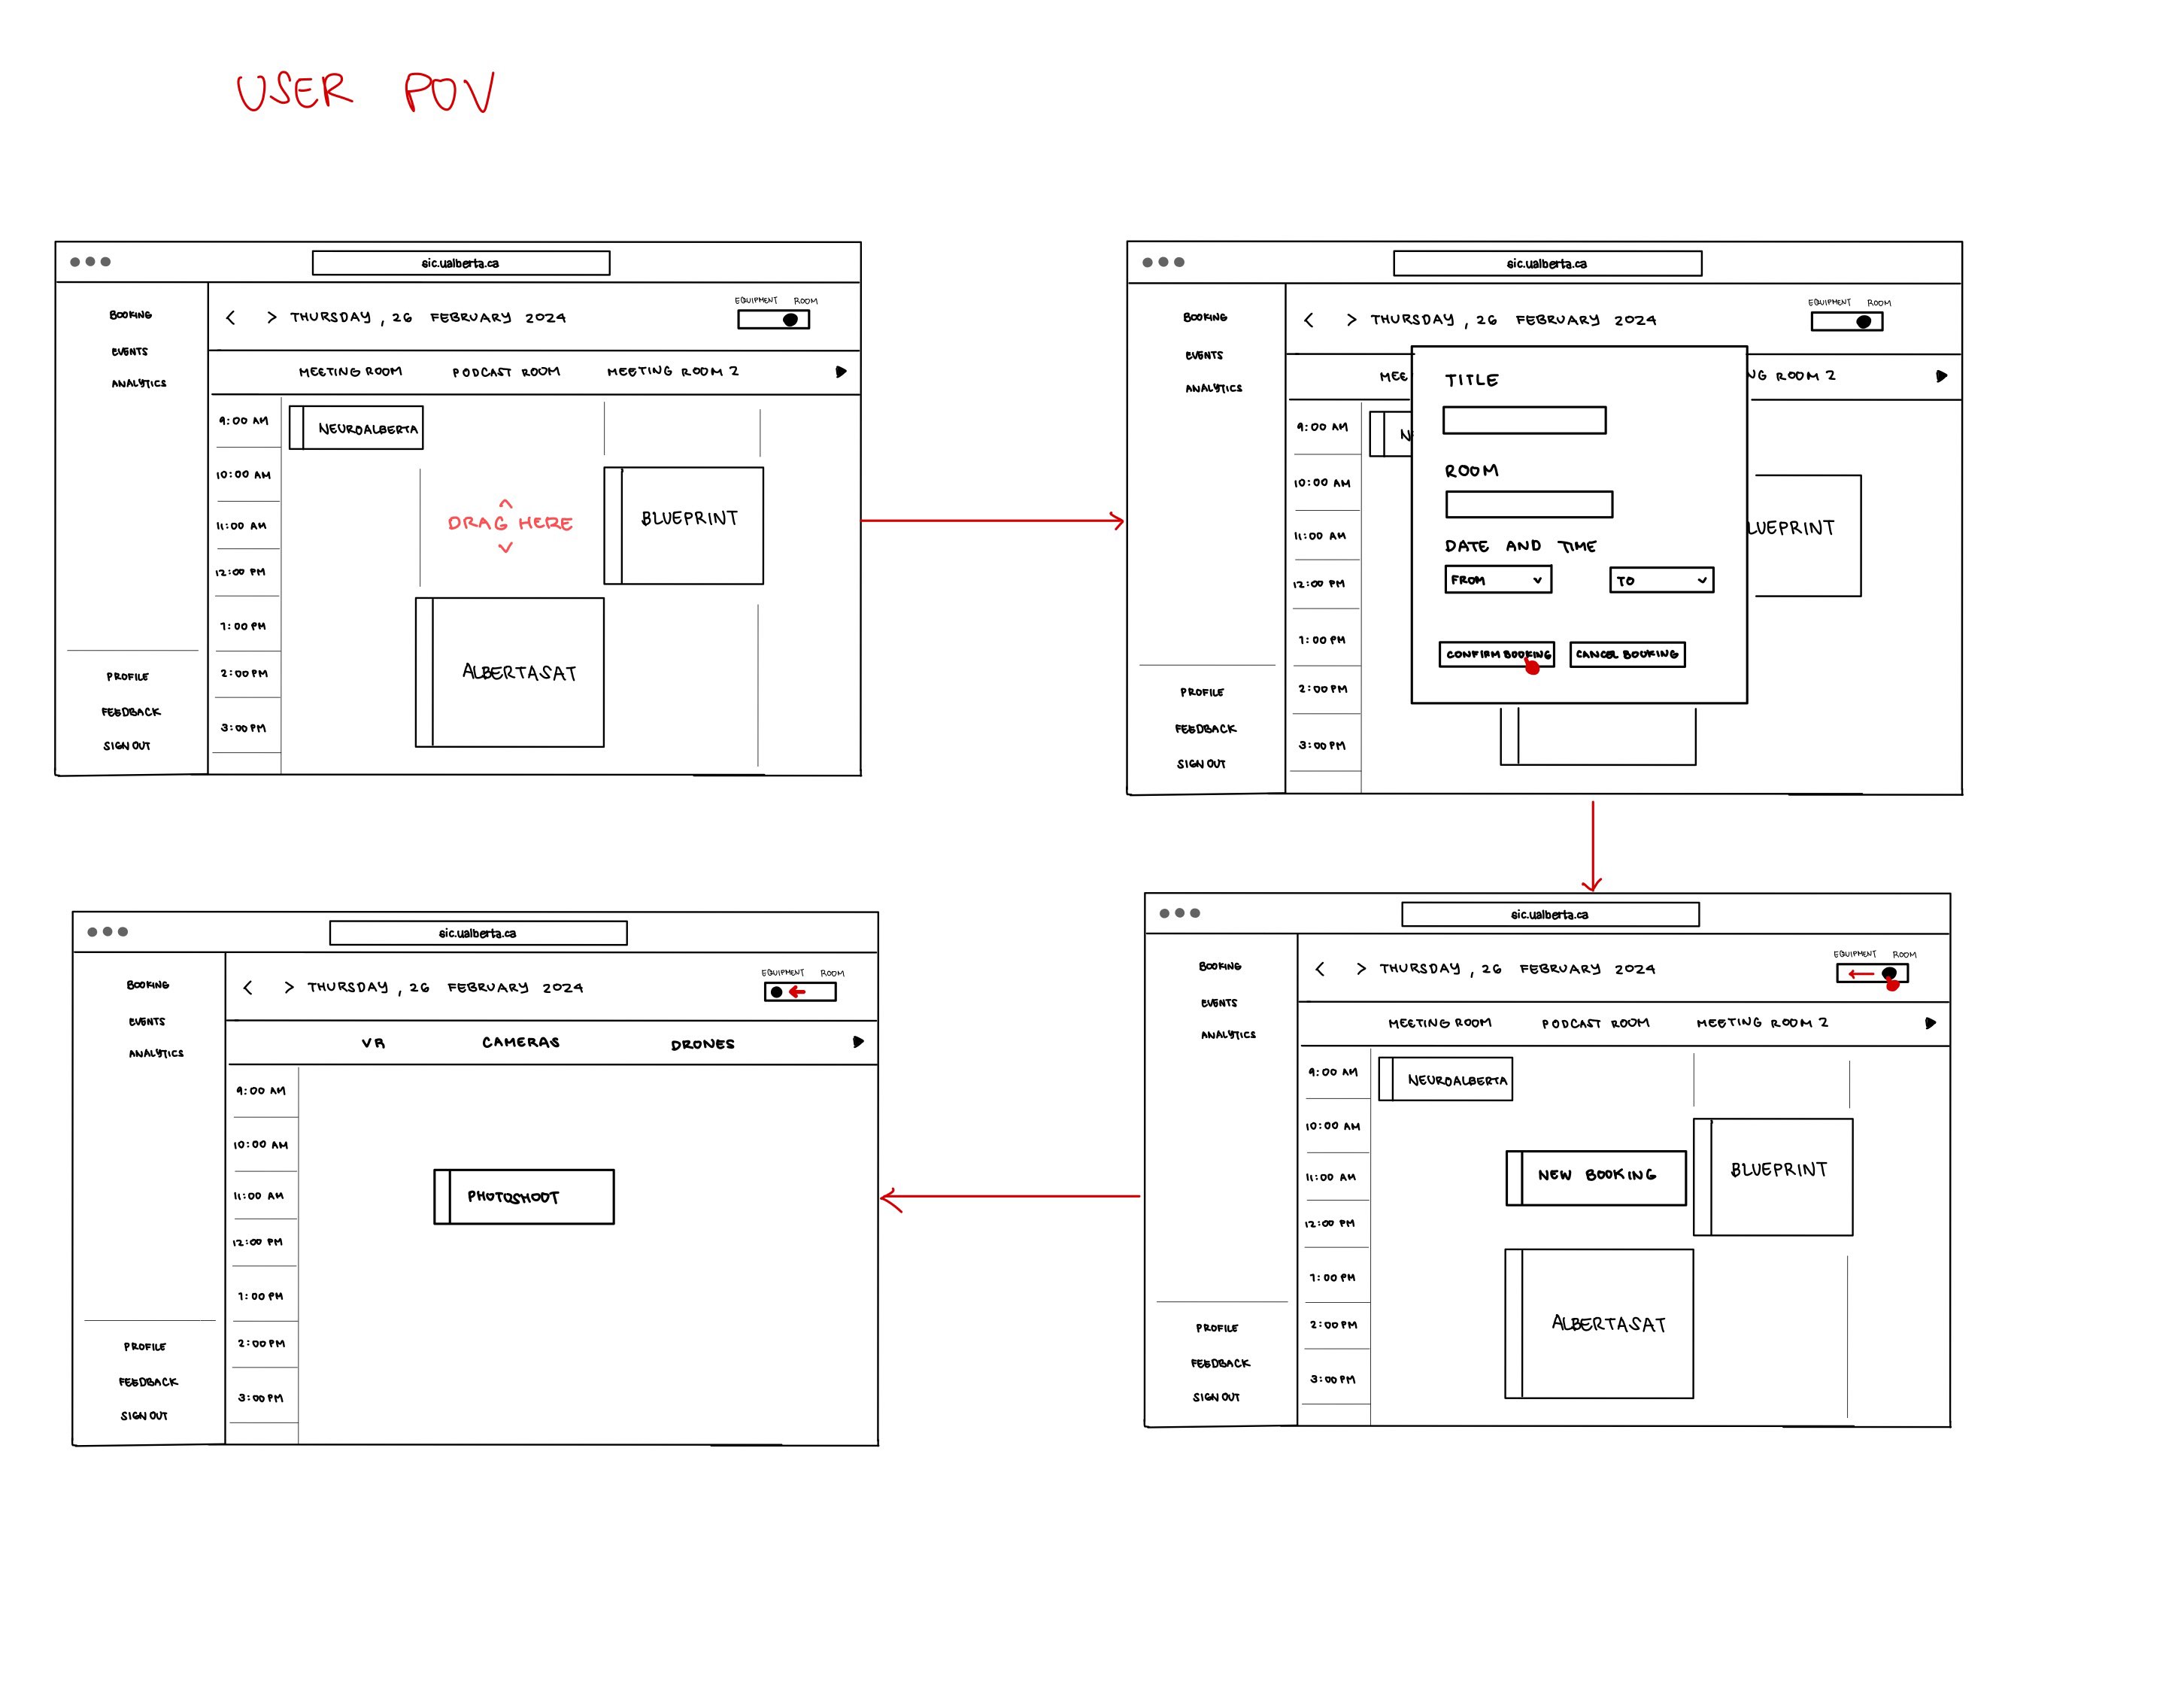 USER POV
sic.ualberta.ca
BOOKING
EVENTS
ANALYTICS
PROFILE
FEEDBACK
SIGN OUT
< > THURSDAY, 26 FEBRUARY 2024
EQUIPMENT ROOM
MEETING ROOM PODCAST ROOM MEETING ROOM 2
9:00 AM
10:00 AM
11:00 AM
12:00 PM
1:00 PM
2:00 PM
3:00 PM
NEUROALBERTA
DRAG HERE
BLUEPRINT
ALBERTASAT
sic.ualberta.ca
BOOKING
EVENTS
ANALYTICS
PROFILE
FEEDBACK
SIGN OUT
< > THURSDAY, 26 FEBRUARY 2024
EQUIPMENT ROOM
MEE NG ROOM 2
9:00 AM
10:00 AM
11:00 AM
12:00 PM
1:00 PM
2:00 PM
3:00 PM
N
LUEPRINT
TITLE
ROOM
DATE AND TIME
FROM TO
CONFIRM BOOKING CANCEL BOOKING
sic.ualberta.ca
BOOKING
EVENTS
ANALYTICS
PROFILE
FEEDBACK
SIGN OUT
< > THURSDAY, 26 FEBRUARY 2024
EQUIPMENT ROOM
MEETING ROOM PODCAST ROOM MEETING ROOM 2
9:00 AM
10:00 AM
11:00 AM
12:00 PM
1:00 PM
2:00 PM
3:00 PM
NEUROALBERTA
NEW BOOKING
BLUEPRINT
ALBERTASAT
sic.ualberta.ca
BOOKING
EVENTS
ANALYTICS
PROFILE
FEEDBACK
SIGN OUT
< > THURSDAY, 26 FEBRUARY 2024
EQUIPMENT ROOM
VR CAMERAS DRONES
9:00 AM
10:00 AM
11:00 AM
12:00 PM
1:00 PM
2:00 PM
3:00 PM
PHOTOSHOOT